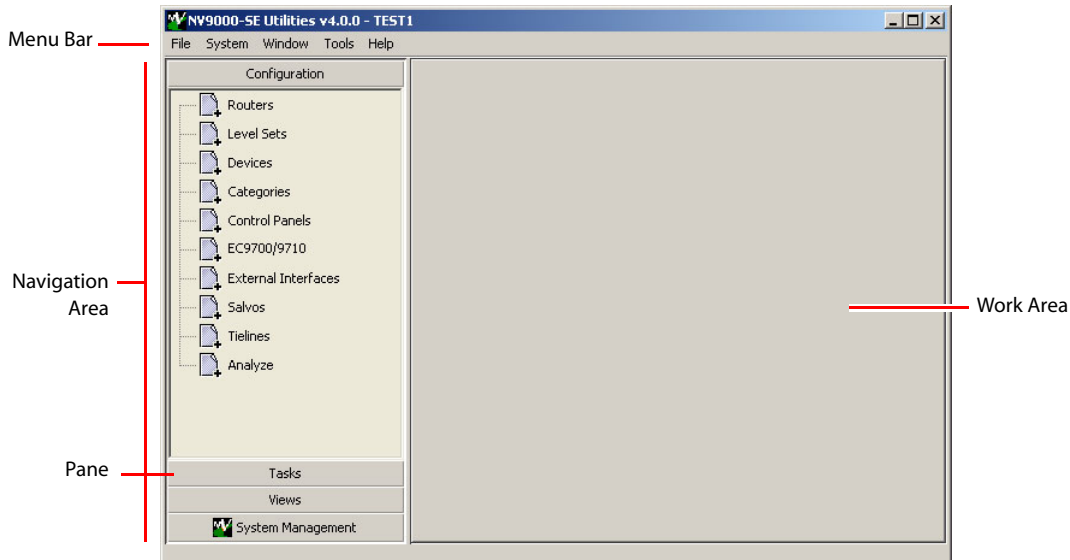 NV9000-SE Utilities v4.0.0 - TEST1
Menu Bar
File System Window Tools Help
Configuration
Routers
Level Sets
Devices
Categories
Control Panels
EC9700/9710
External Interfaces
Salvos
Tielines
Analyze
Navigation
Area
Work Area
Pane
Tasks
Views
System Management